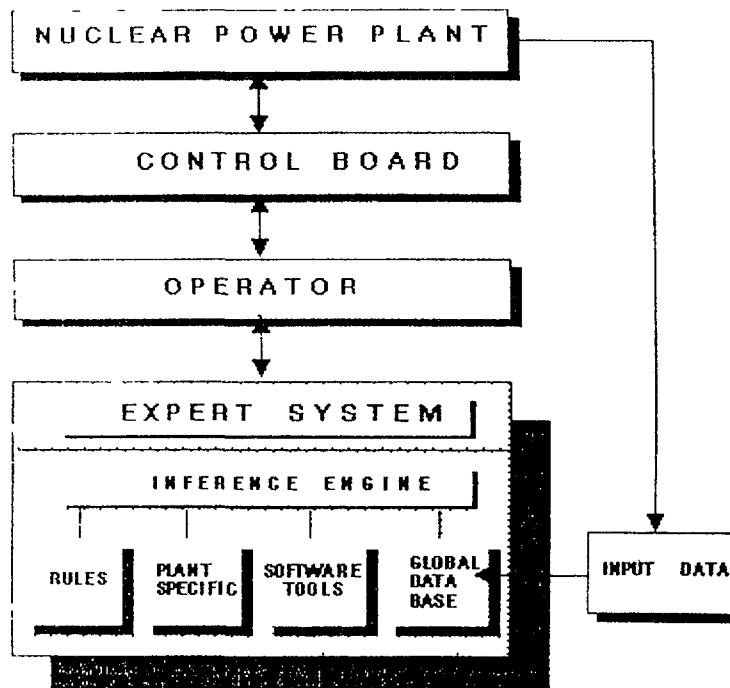 NUCLEAR POWER PLANT
CONTROL BOARD
OPERATOR
EXPERT SYSTEM
INFERENCE ENGINE
RULES
PLANT
SPECIFIC
SOFTWARE
TOOLS
GLOBAL
DATA
BASE
INPUT DATA